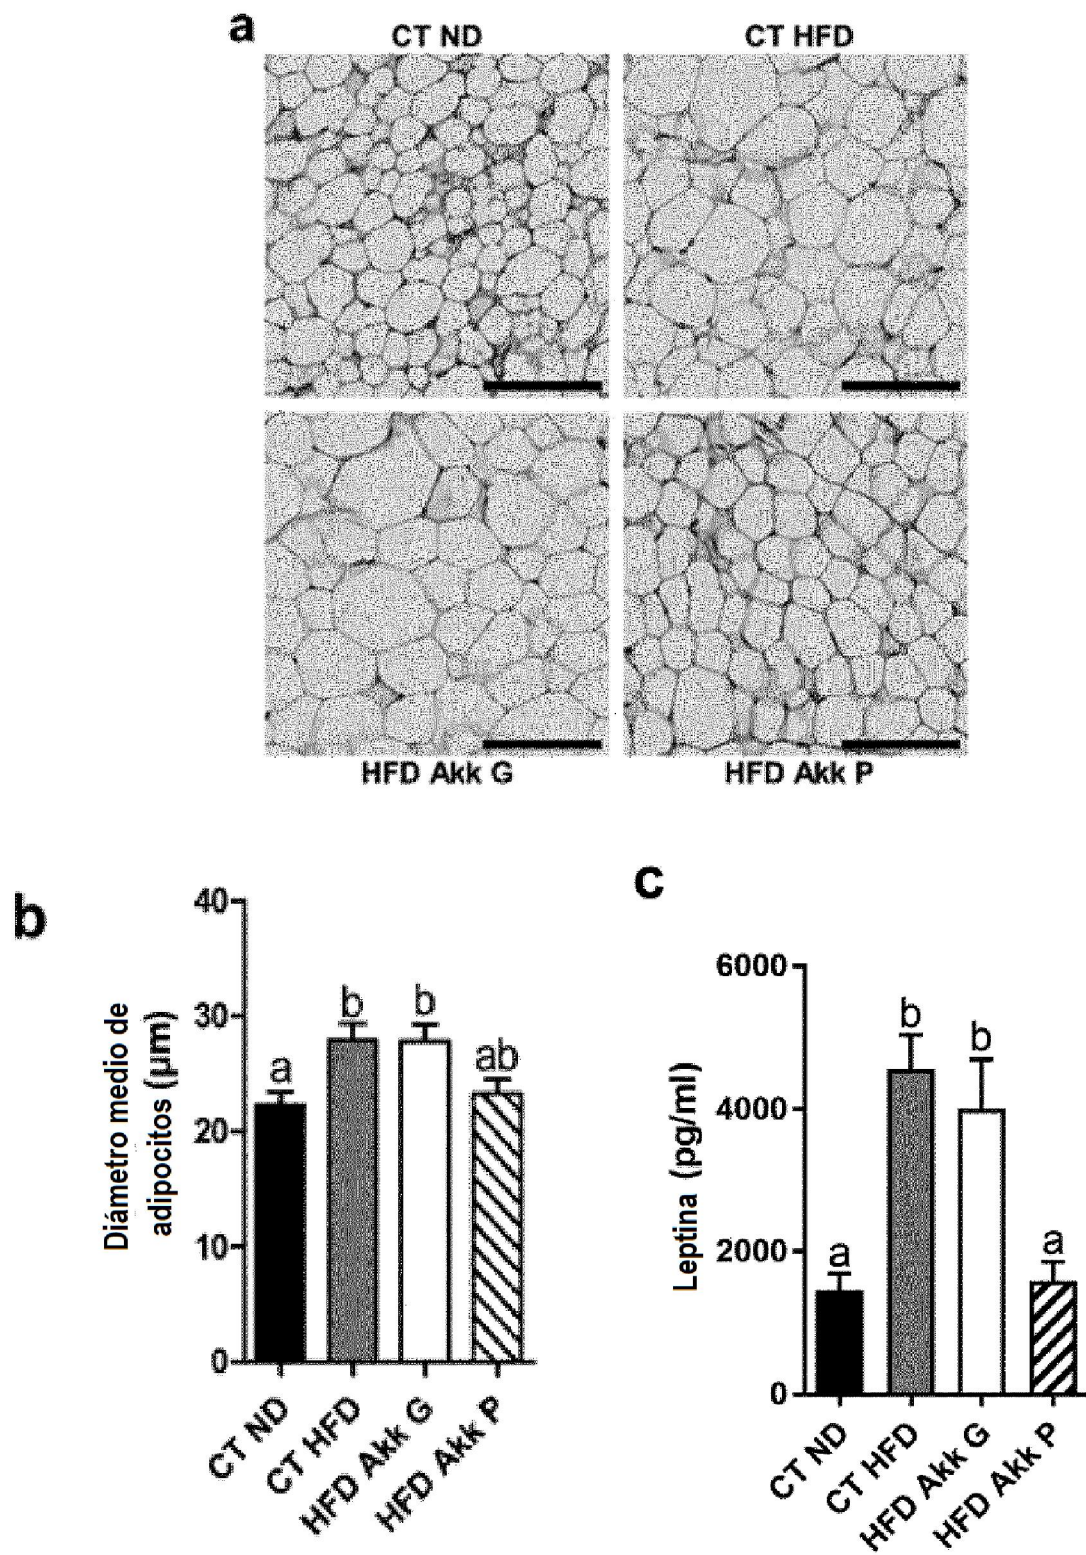 a
CT ND
CT HFD
HFD Akk G
HFD Akk P
b
Diámetro medio de
adipocitos (µm)
40
30
20
10
0
a
b
b
ab
CT ND
CT HFD
HFD Akk G
HFD Akk P
c
Leptina (pg/ml)
6000
4000
2000
0
a
b
b
a
CT ND
CT HFD
HFD Akk G
HFD Akk P